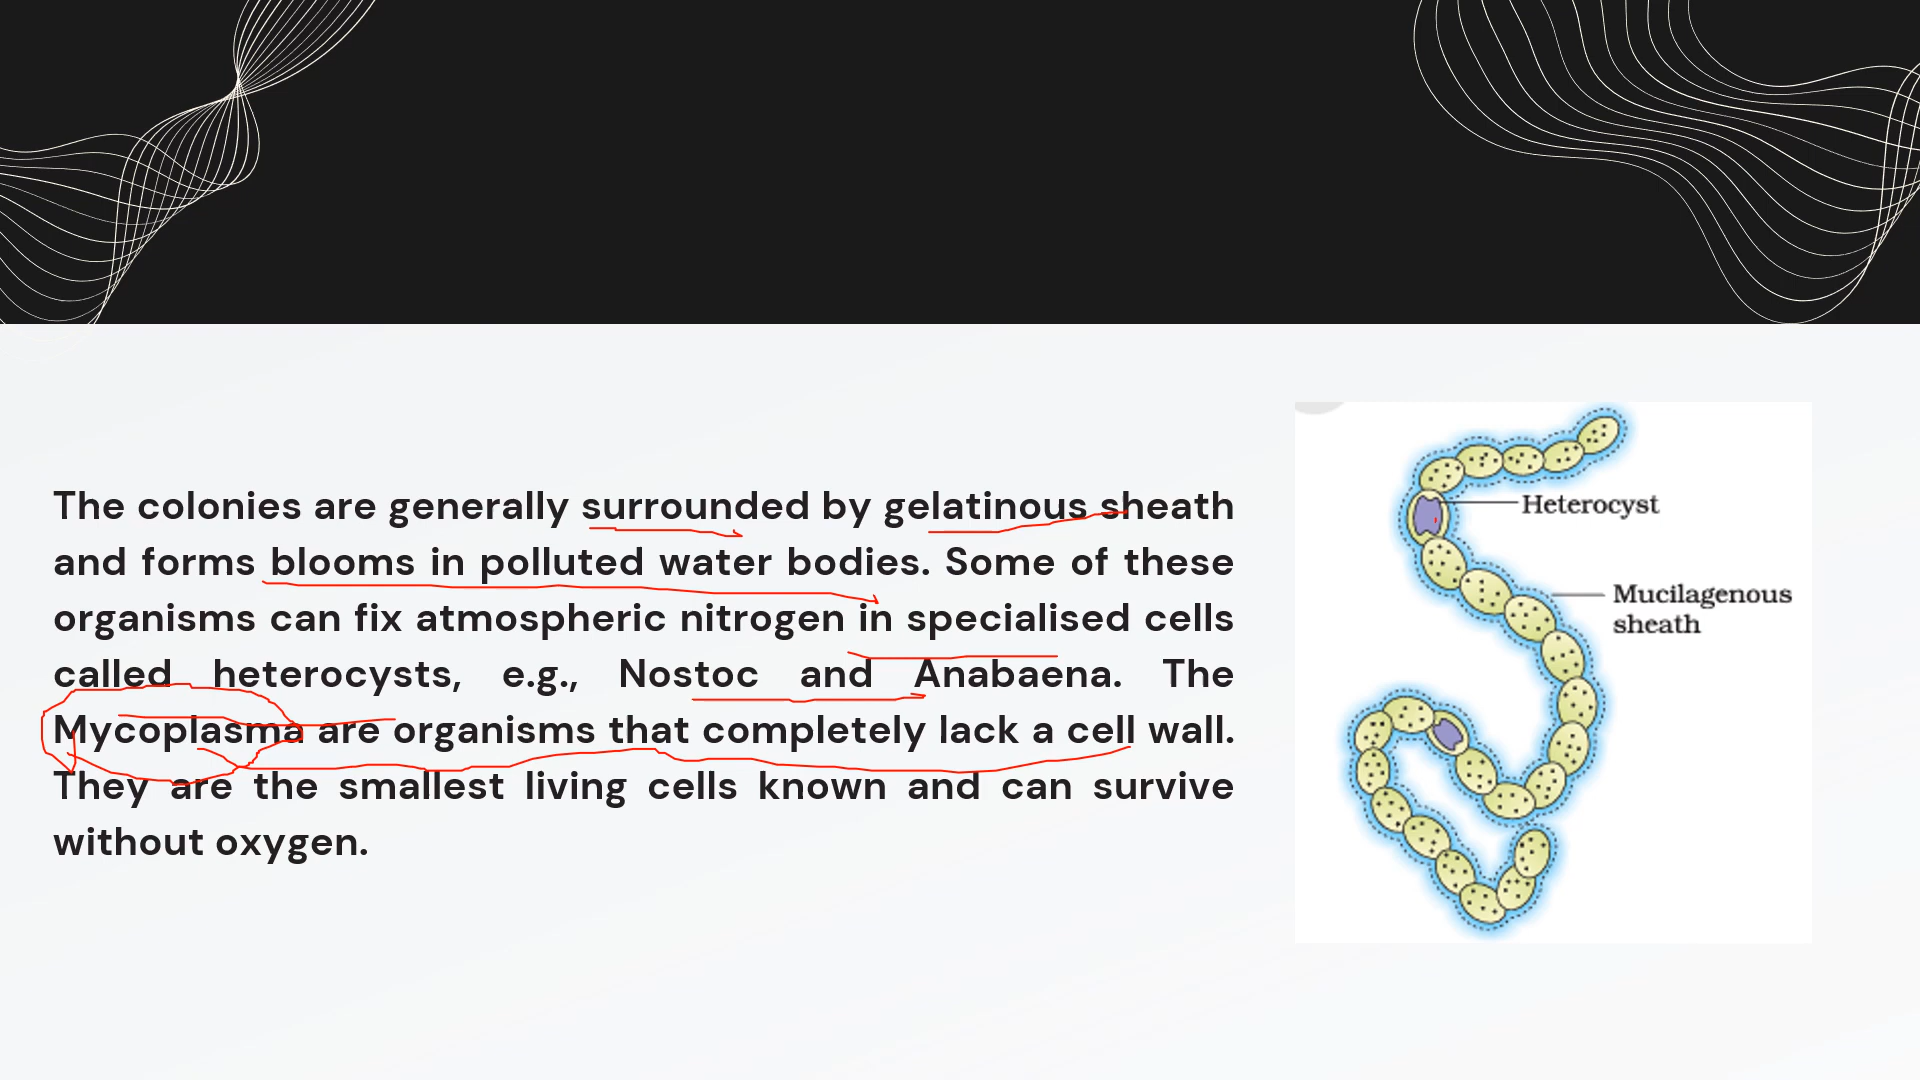 The colonies are generally surrounded by gelatinous sheath
and forms blooms in polluted water bodies. Some of these
organisms can fix atmospheric nitrogen in specialised cells
called heterocysts, e.g., Nostoc and Anabaena. The
Mycoplasma are organisms that completely lack a cell wall.
They are the smallest living cells known and can survive
without oxygen.
Heterocyst
Mucilagenous
sheath